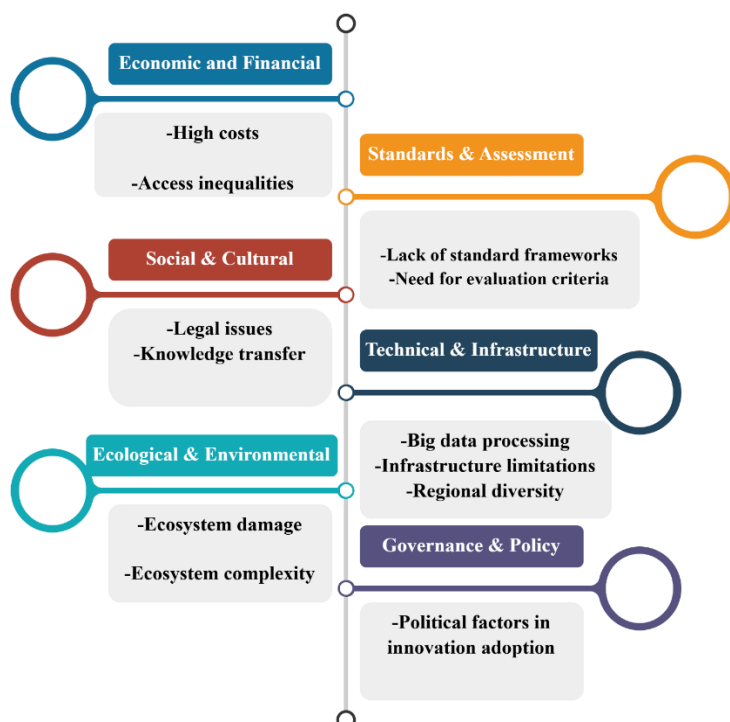 Economic and Financial
-High costs
-Access inequalities
Standards & Assessment
-Lack of standard frameworks
-Need for evaluation criteria
Social & Cultural
-Legal issues
-Knowledge transfer
Technical & Infrastructure
-Big data processing
-Infrastructure limitations
-Regional diversity
Ecological & Environmental
-Ecosystem damage
-Ecosystem complexity
Governance & Policy
-Political factors in
innovation adoption